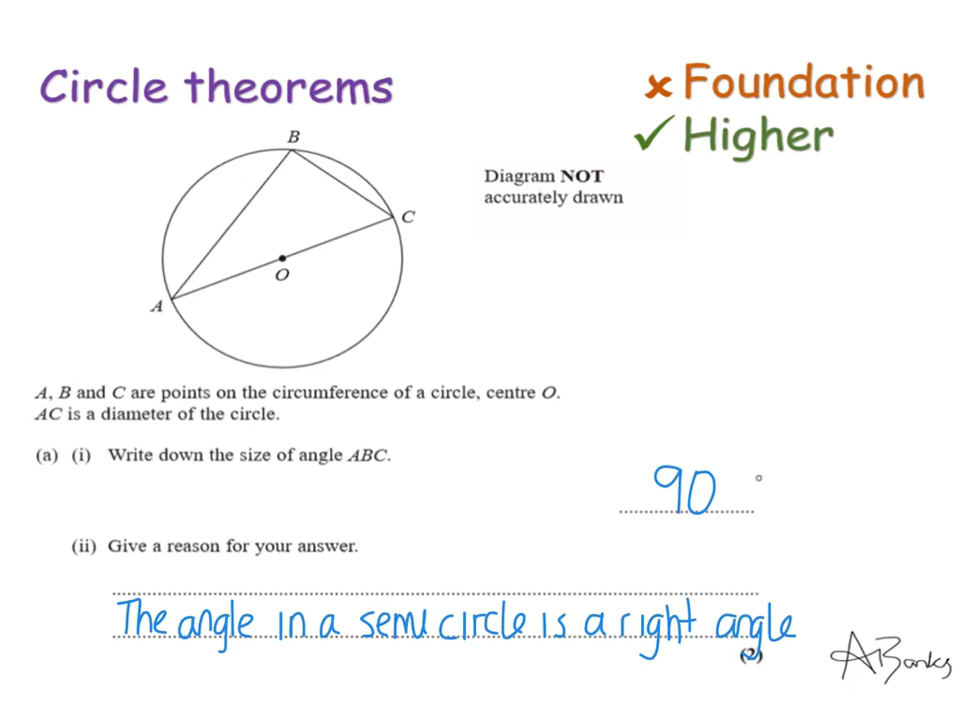 Circle theorems
× Foundation
✓ Higher
B
Diagram NOT
accurately drawn
C
O
A
A, B and C are points on the circumference of a circle, centre O.
AC is a diameter of the circle.
(a) (i) Write down the size of angle ABC.
90 °
(ii) Give a reason for your answer.
The angle in a semi circle is a right angle
(2)
A Banks